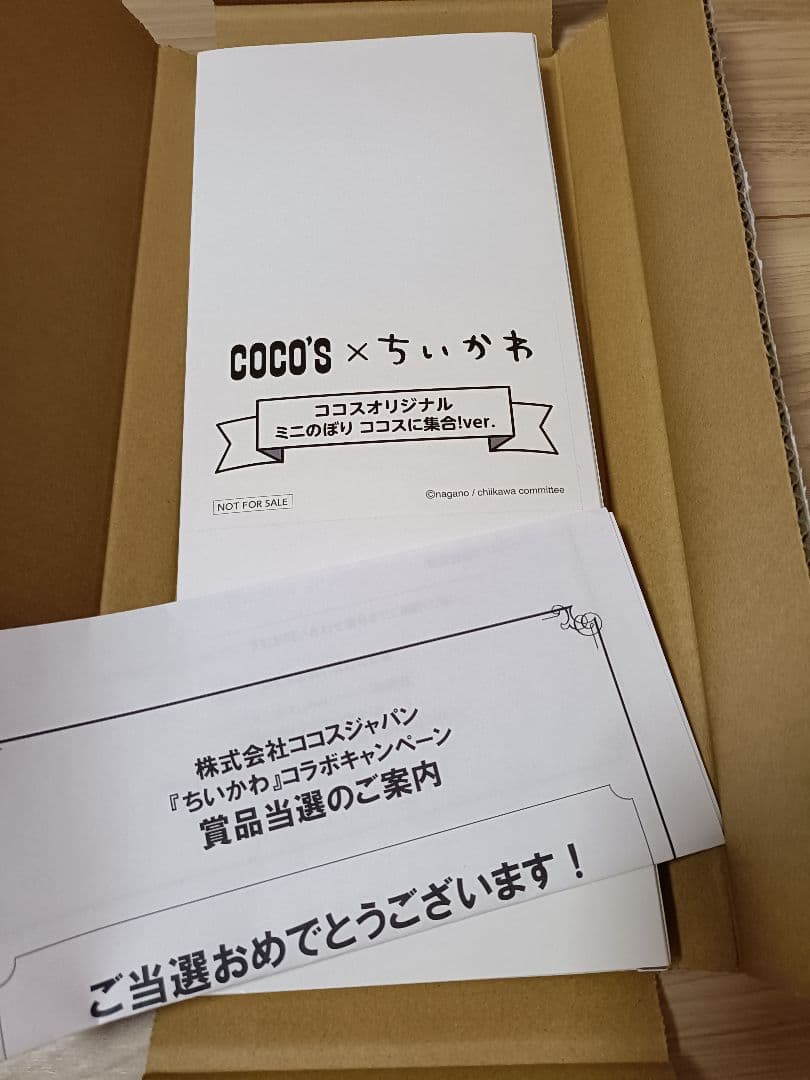 COCO'S×ちいかわ
ココスオリジナル
ミニのぼり ココスに集合!ver.
NOT FOR SALE
©nagano / chiikawa committee
株式会社ココスジャパン
『ちいかわ』コラボキャンペーン
賞品当選のご案内
ご当選おめでとうございます!